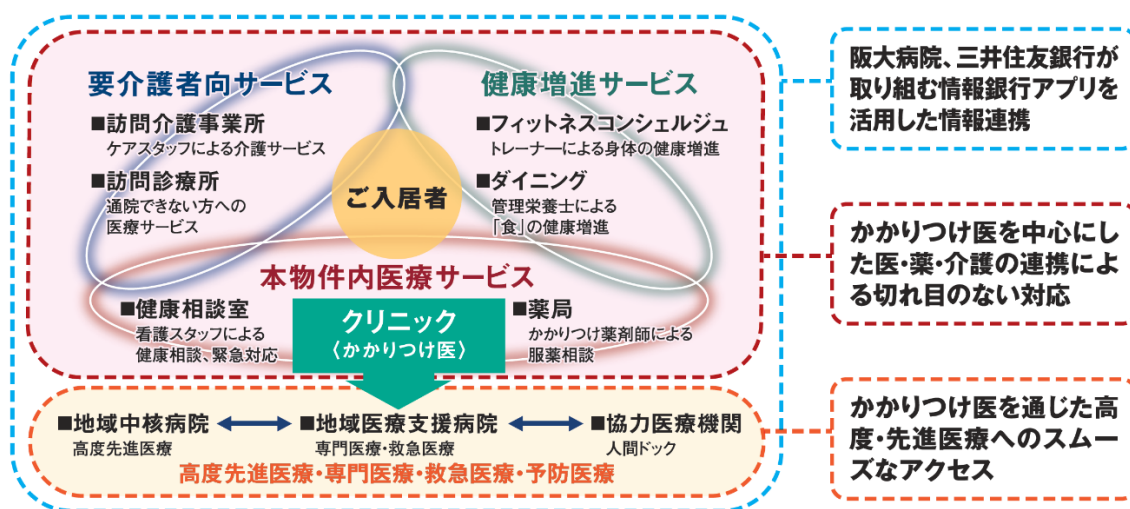 要介護者向サービス
■訪問介護事業所
ケアスタッフによる介護サービス
■訪問診療所
通院できない方への
医療サービス
健康増進サービス
■フィットネスコンシェルジュ
トレーナーによる身体の健康増進
■ダイニング
管理栄養士による
「食」の健康増進
ご入居者
本物件内医療サービス
■健康相談室
看護スタッフによる
健康相談、緊急対応
クリニック
〈かかりつけ医〉
■薬局
かかりつけ薬剤師による
服薬相談
■地域中核病院
高度先進医療
■地域医療支援病院
専門医療・救急医療
■協力医療機関
人間ドック
高度先進医療・専門医療・救急医療・予防医療
阪大病院、三井住友銀行が
取り組む情報銀行アプリを
活用した情報連携
かかりつけ医を中心にし
た医・薬・介護の連携によ
る切れ目のない対応
かかりつけ医を通じた高
度・先進医療へのスムー
ズなアクセス